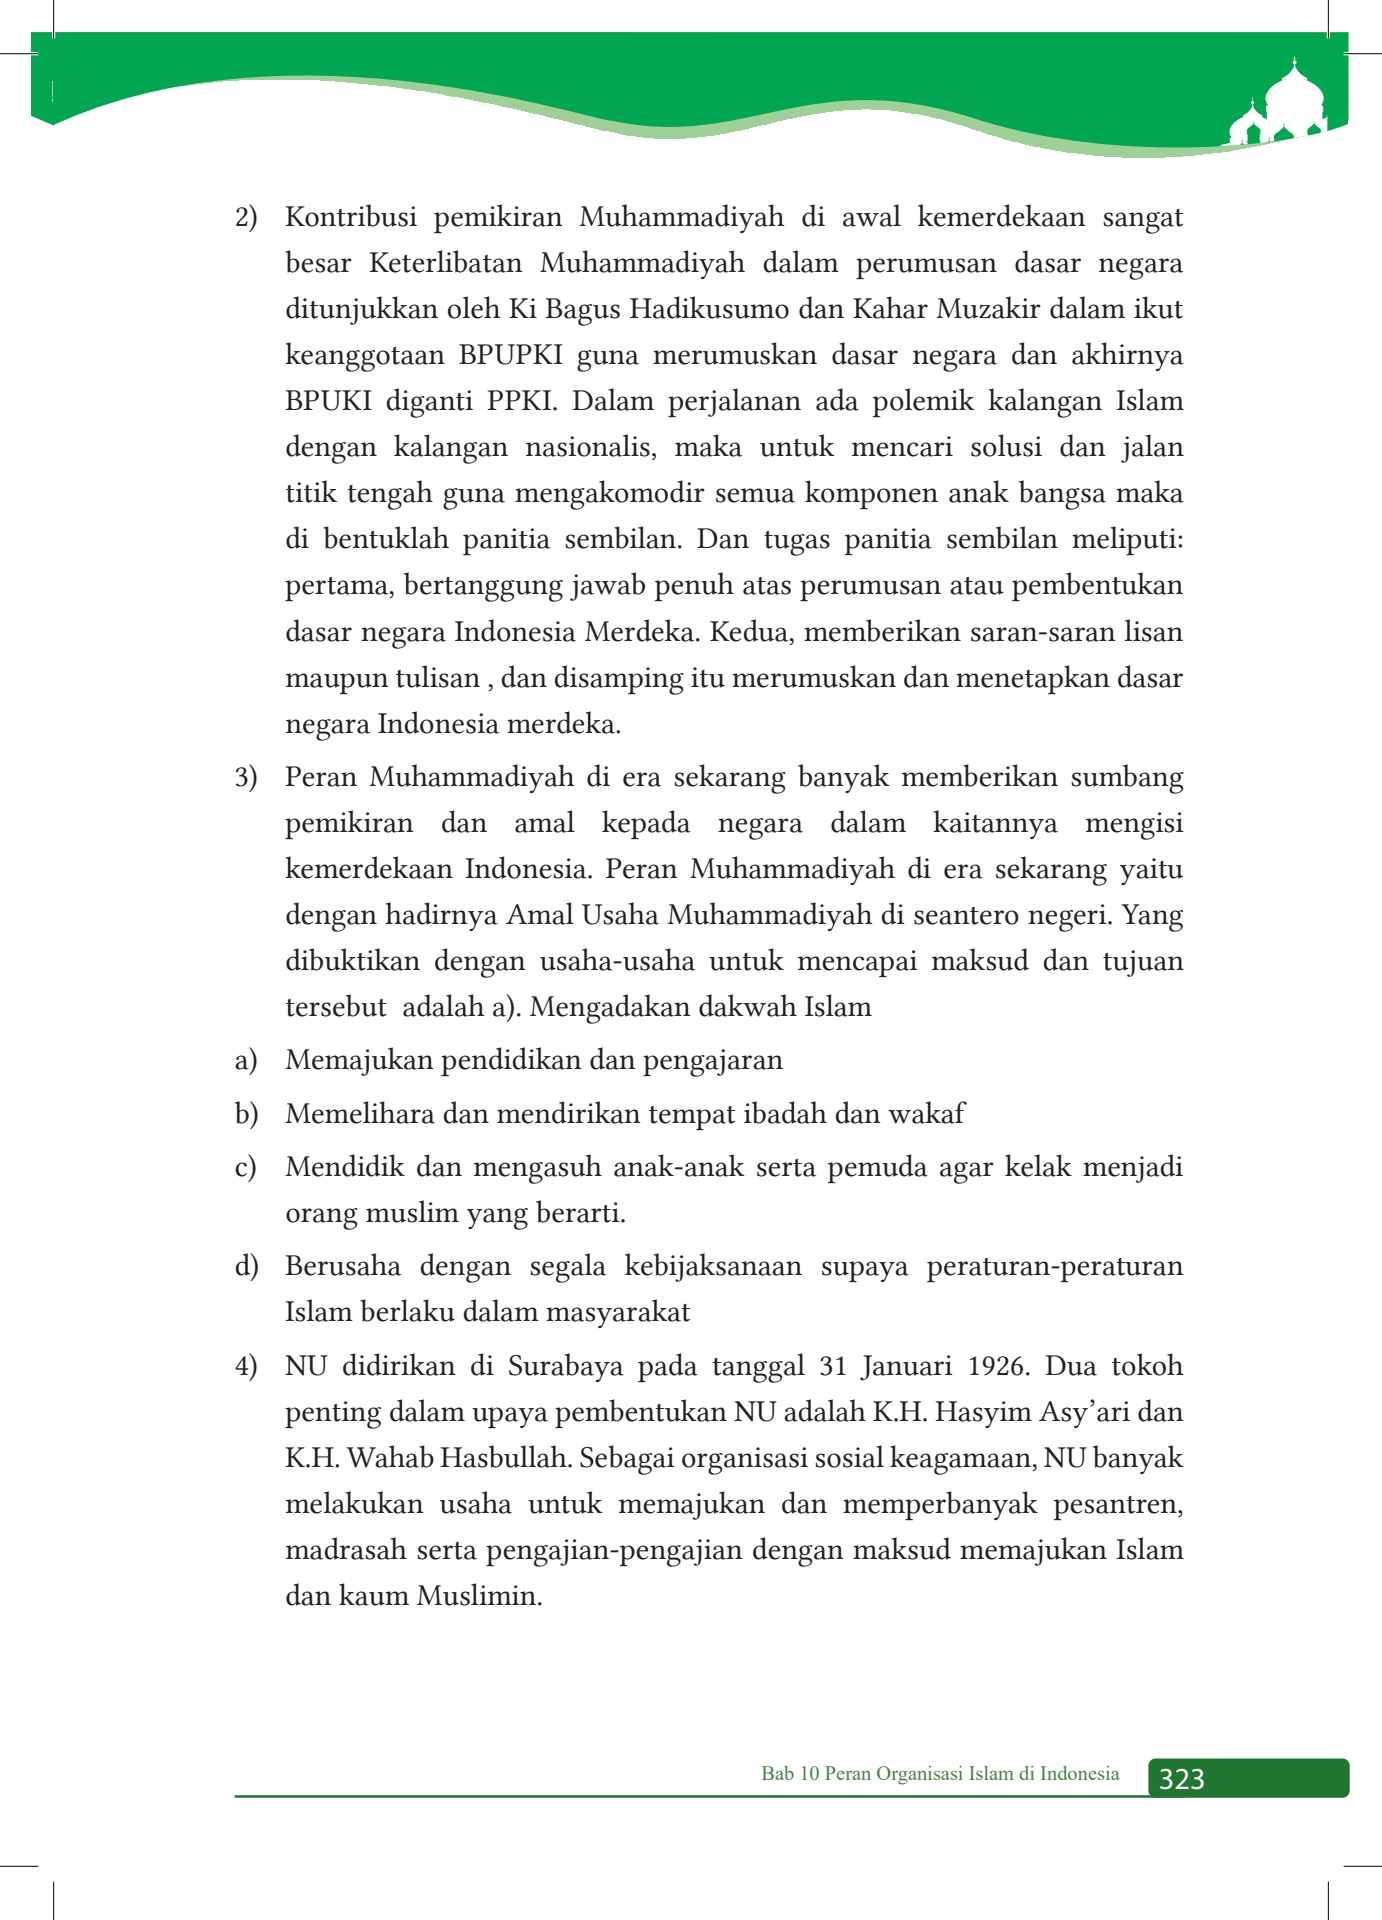 2) Kontribusi pemikiran Muhammadiyah di awal kemerdekaan sangat
besar Keterlibatan Muhammadiyah dalam perumusan dasar negara
ditunjukkan oleh Ki Bagus Hadikusumo dan Kahar Muzakir dalam ikut
keanggotaan BPUPKI guna merumuskan dasar negara dan akhirnya
BPUKI diganti PPKI. Dalam perjalanan ada polemik kalangan Islam
dengan kalangan nasionalis, maka untuk mencari solusi dan jalan
titik tengah guna mengakomodir semua komponen anak bangsa maka
di bentuklah panitia sembilan. Dan tugas panitia sembilan meliputi:
pertama, bertanggung jawab penuh atas perumusan atau pembentukan
dasar negara Indonesia Merdeka. Kedua, memberikan saran-saran lisan
maupun tulisan , dan disamping itu merumuskan dan menetapkan dasar
negara Indonesia merdeka.
3) Peran Muhammadiyah di era sekarang banyak memberikan sumbang
pemikiran dan amal kepada negara dalam kaitannya mengisi
kemerdekaan Indonesia. Peran Muhammadiyah di era sekarang yaitu
dengan hadirnya Amal Usaha Muhammadiyah di seantero negeri. Yang
dibuktikan dengan usaha-usaha untuk mencapai maksud dan tujuan
tersebut adalah a). Mengadakan dakwah Islam
a) Memajukan pendidikan dan pengajaran
b) Memelihara dan mendirikan tempat ibadah dan wakaf
c) Mendidik dan mengasuh anak-anak serta pemuda agar kelak menjadi
orang muslim yang berarti.
d) Berusaha dengan segala kebijaksanaan supaya peraturan-peraturan
Islam berlaku dalam masyarakat
4) NU didirikan di Surabaya pada tanggal 31 Januari 1926. Dua tokoh
penting dalam upaya pembentukan NU adalah K.H. Hasyim Asy’ari dan
K.H. Wahab Hasbullah. Sebagai organisasi sosial keagamaan, NU banyak
melakukan usaha untuk memajukan dan memperbanyak pesantren,
madrasah serta pengajian-pengajian dengan maksud memajukan Islam
dan kaum Muslimin.
Bab 10 Peran Organisasi Islam di Indonesia 323